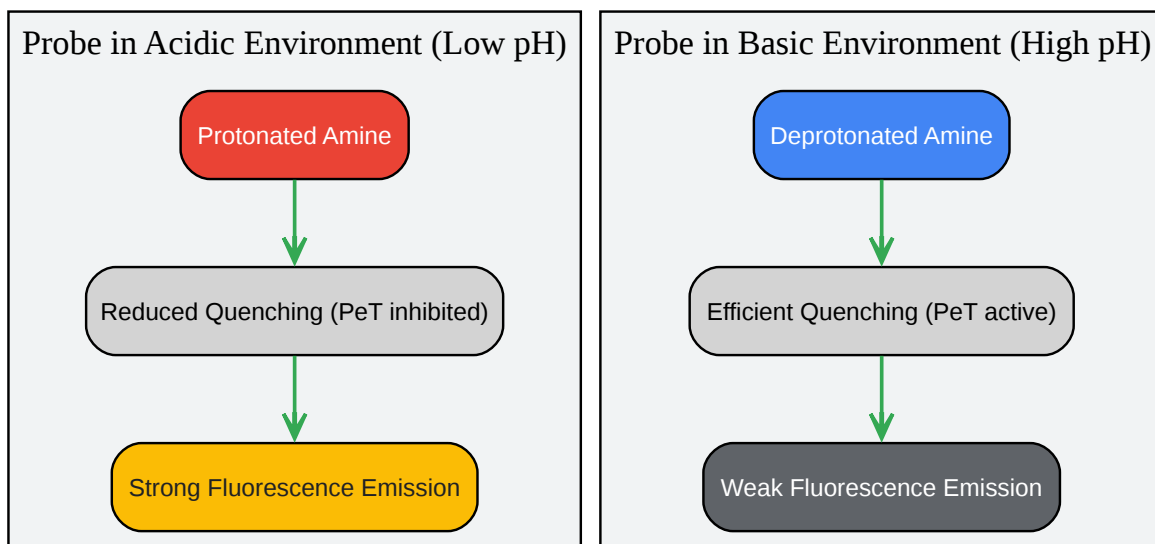 Probe in Acidic Environment (Low pH)
Protonated Amine
Reduced Quenching (PeT inhibited)
Strong Fluorescence Emission
Probe in Basic Environment (High pH)
Deprotonated Amine
Efficient Quenching (PeT active)
Weak Fluorescence Emission